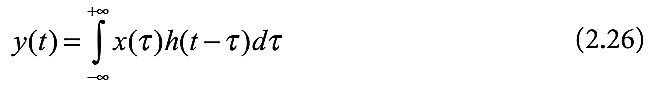 y(t) = ∫_{−∞}^{+∞} x(τ)h(t−τ)dτ (2.26)